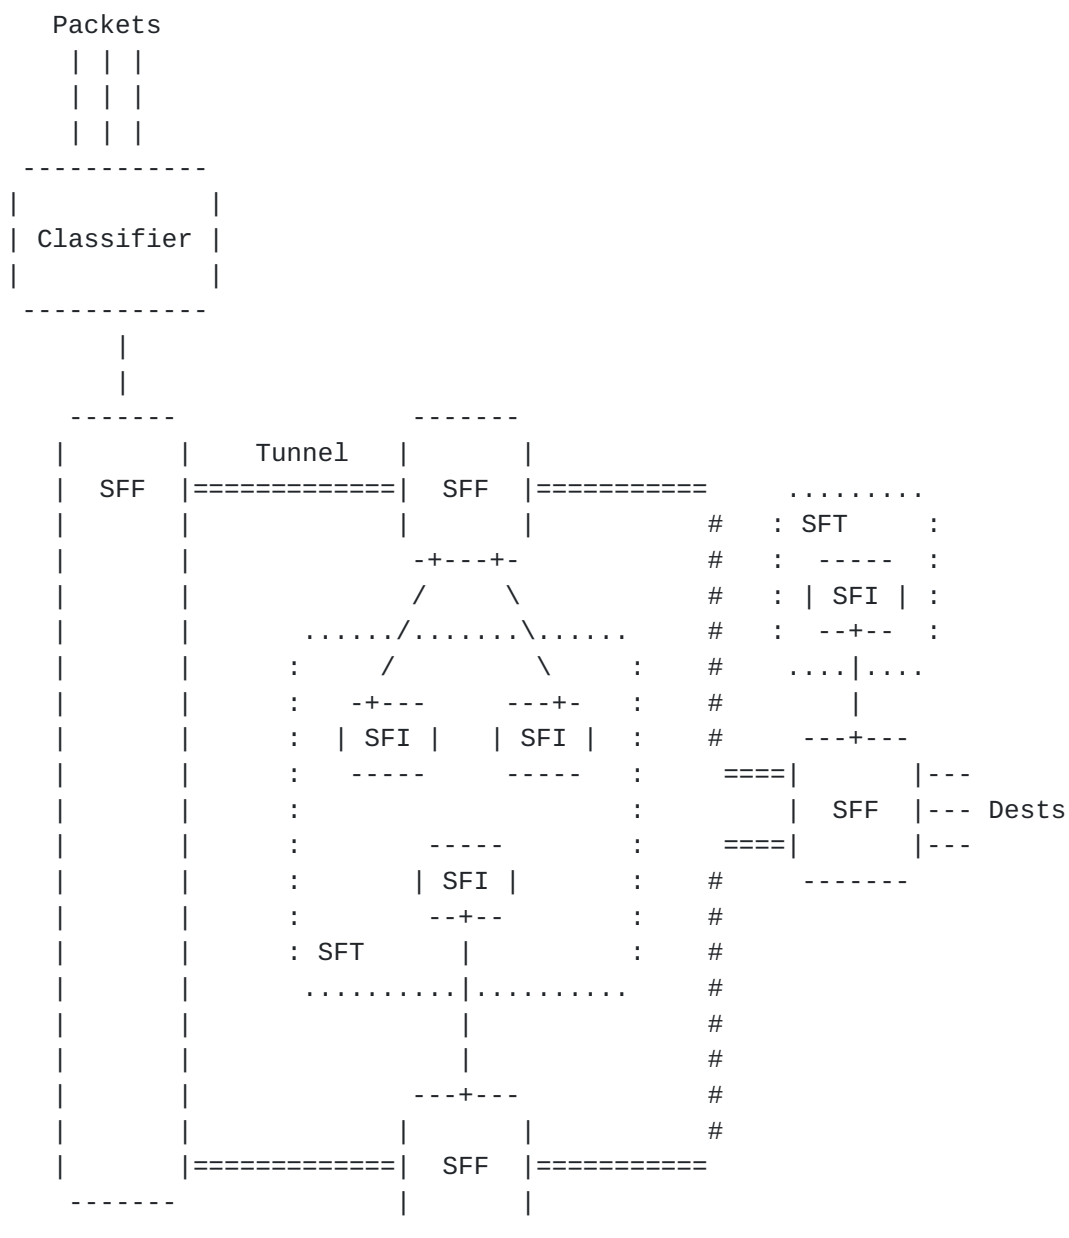 Packets
Classifier
Tunnel
SFF SFF
SFT
SFI
SFI SFI
SFF Dests
SFI
SFT
SFF